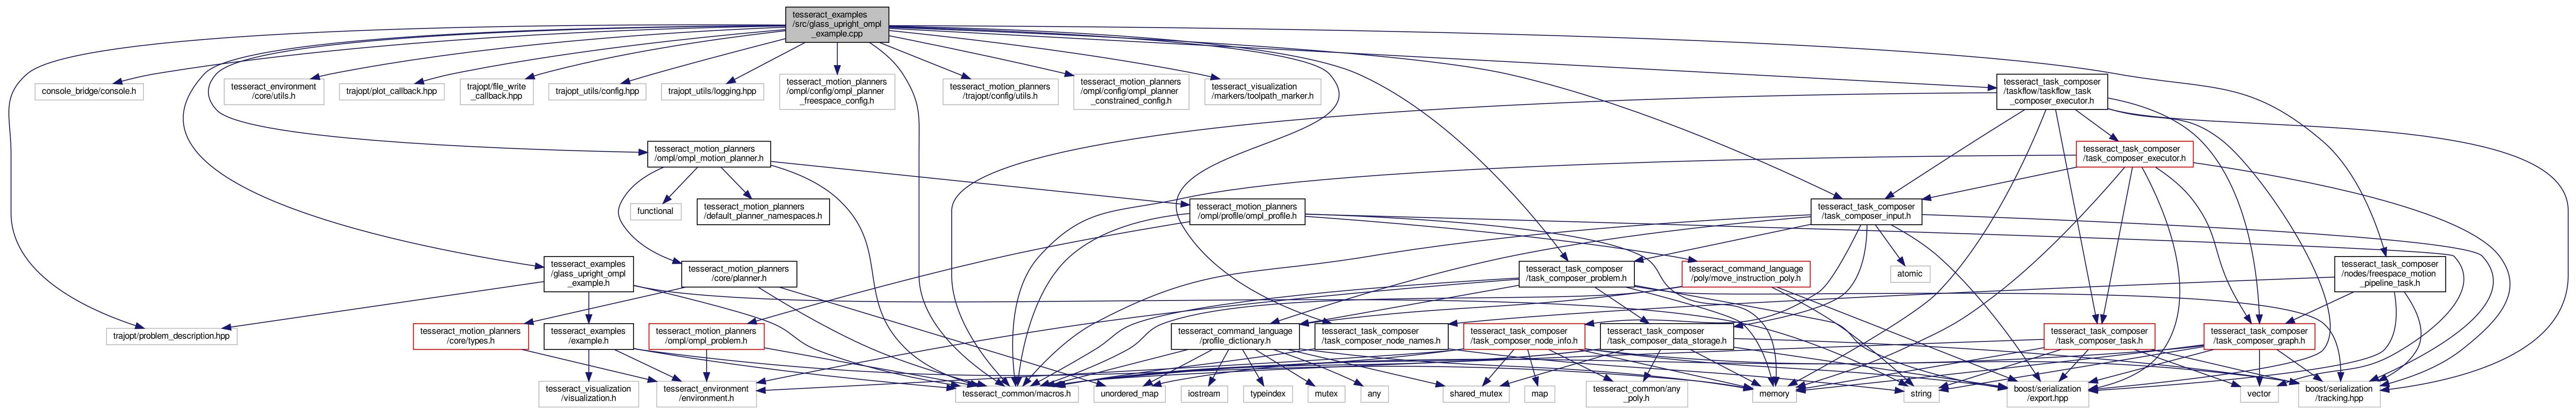 tesseract_examples
/src/glass_upright_ompl
_example.cpp
console_bridge/console.h
tesseract_environment
/core/utils.h
trajopt/plot_callback.hpp
trajopt/file_write
_callback.hpp
trajopt_utils/config.hpp
trajopt_utils/logging.hpp
tesseract_motion_planners
/ompl/config/ompl_planner
_freespace_config.h
tesseract_motion_planners
/trajopt/config/utils.h
tesseract_motion_planners
/ompl/config/ompl_planner
_constrained_config.h
tesseract_visualization
/markers/toolpath_marker.h
tesseract_task_composer
/taskflow/taskflow_task
_composer_executor.h
tesseract_motion_planners
/ompl/ompl_motion_planner.h
tesseract_task_composer
/task_composer_executor.h
functional
tesseract_motion_planners
/default_planner_namespaces.h
tesseract_motion_planners
/ompl/profile/ompl_profile.h
tesseract_task_composer
/task_composer_input.h
tesseract_examples
/glass_upright_ompl
_example.h
tesseract_motion_planners
/core/planner.h
tesseract_task_composer
/task_composer_problem.h
tesseract_command_language
/poly/move_instruction_poly.h
atomic
tesseract_task_composer
/nodes/freespace_motion
_pipeline_task.h
trajopt/problem_description.hpp
tesseract_motion_planners
/core/types.h
tesseract_examples
/example.h
tesseract_motion_planners
/ompl/ompl_problem.h
tesseract_command_language
/profile_dictionary.h
tesseract_task_composer
/task_composer_node_names.h
tesseract_task_composer
/task_composer_node_info.h
tesseract_task_composer
/task_composer_data_storage.h
tesseract_task_composer
/task_composer_task.h
tesseract_task_composer
/task_composer_graph.h
tesseract_visualization
/visualization.h
tesseract_environment
/environment.h
tesseract_common/macros.h
unordered_map
iostream
typeindex
mutex
any
shared_mutex
map
tesseract_common/any
_poly.h
memory
string
boost/serialization
/export.hpp
vector
boost/serialization
/tracking.hpp